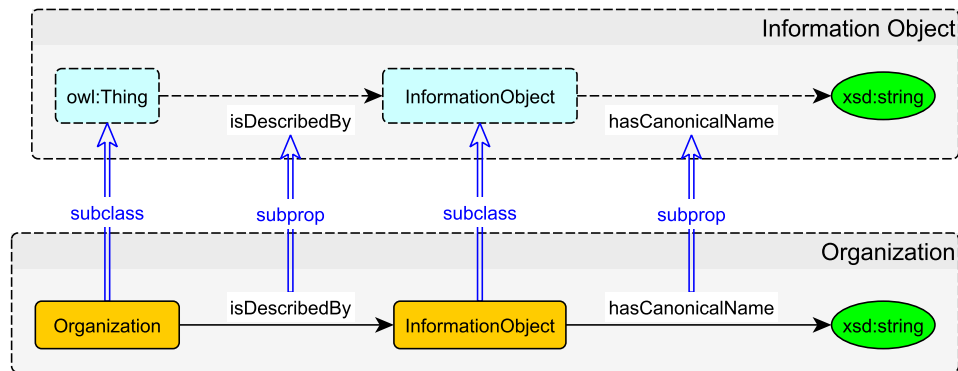 Information Object
owl:Thing
InformationObject
xsd:string
isDescribedBy
hasCanonicalName
subclass
subprop
subclass
subprop
Organization
isDescribedBy
hasCanonicalName
Organization
InformationObject
xsd:string